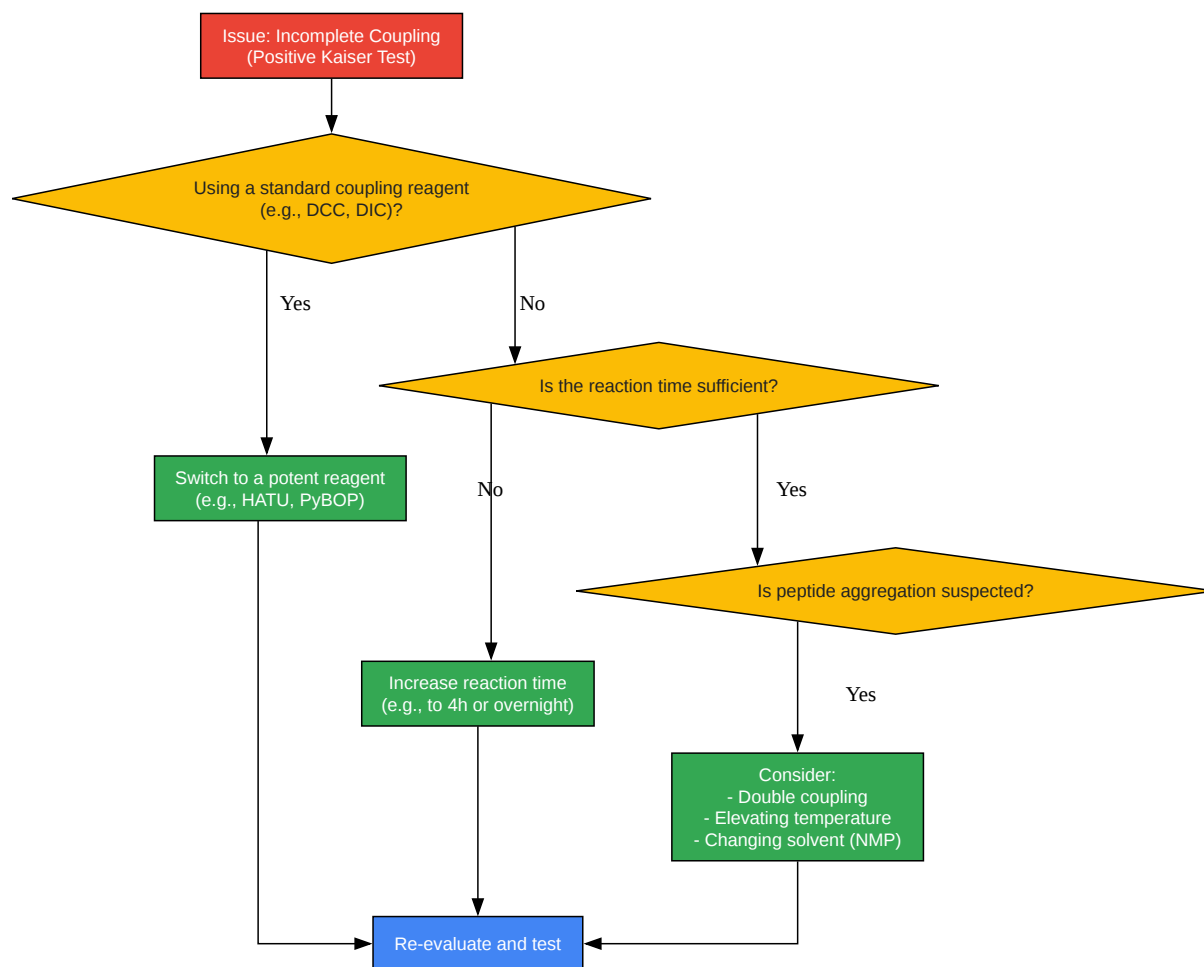 Issue: Incomplete Coupling
(Positive Kaiser Test)
Using a standard coupling reagent
(e.g., DCC, DIC)?
Yes
No
Is the reaction time sufficient?
Switch to a potent reagent
(e.g., HATU, PyBOP)
No
Yes
Is peptide aggregation suspected?
Increase reaction time
(e.g., to 4h or overnight)
Yes
Consider:
- Double coupling
- Elevating temperature
- Changing solvent (NMP)
Re-evaluate and test